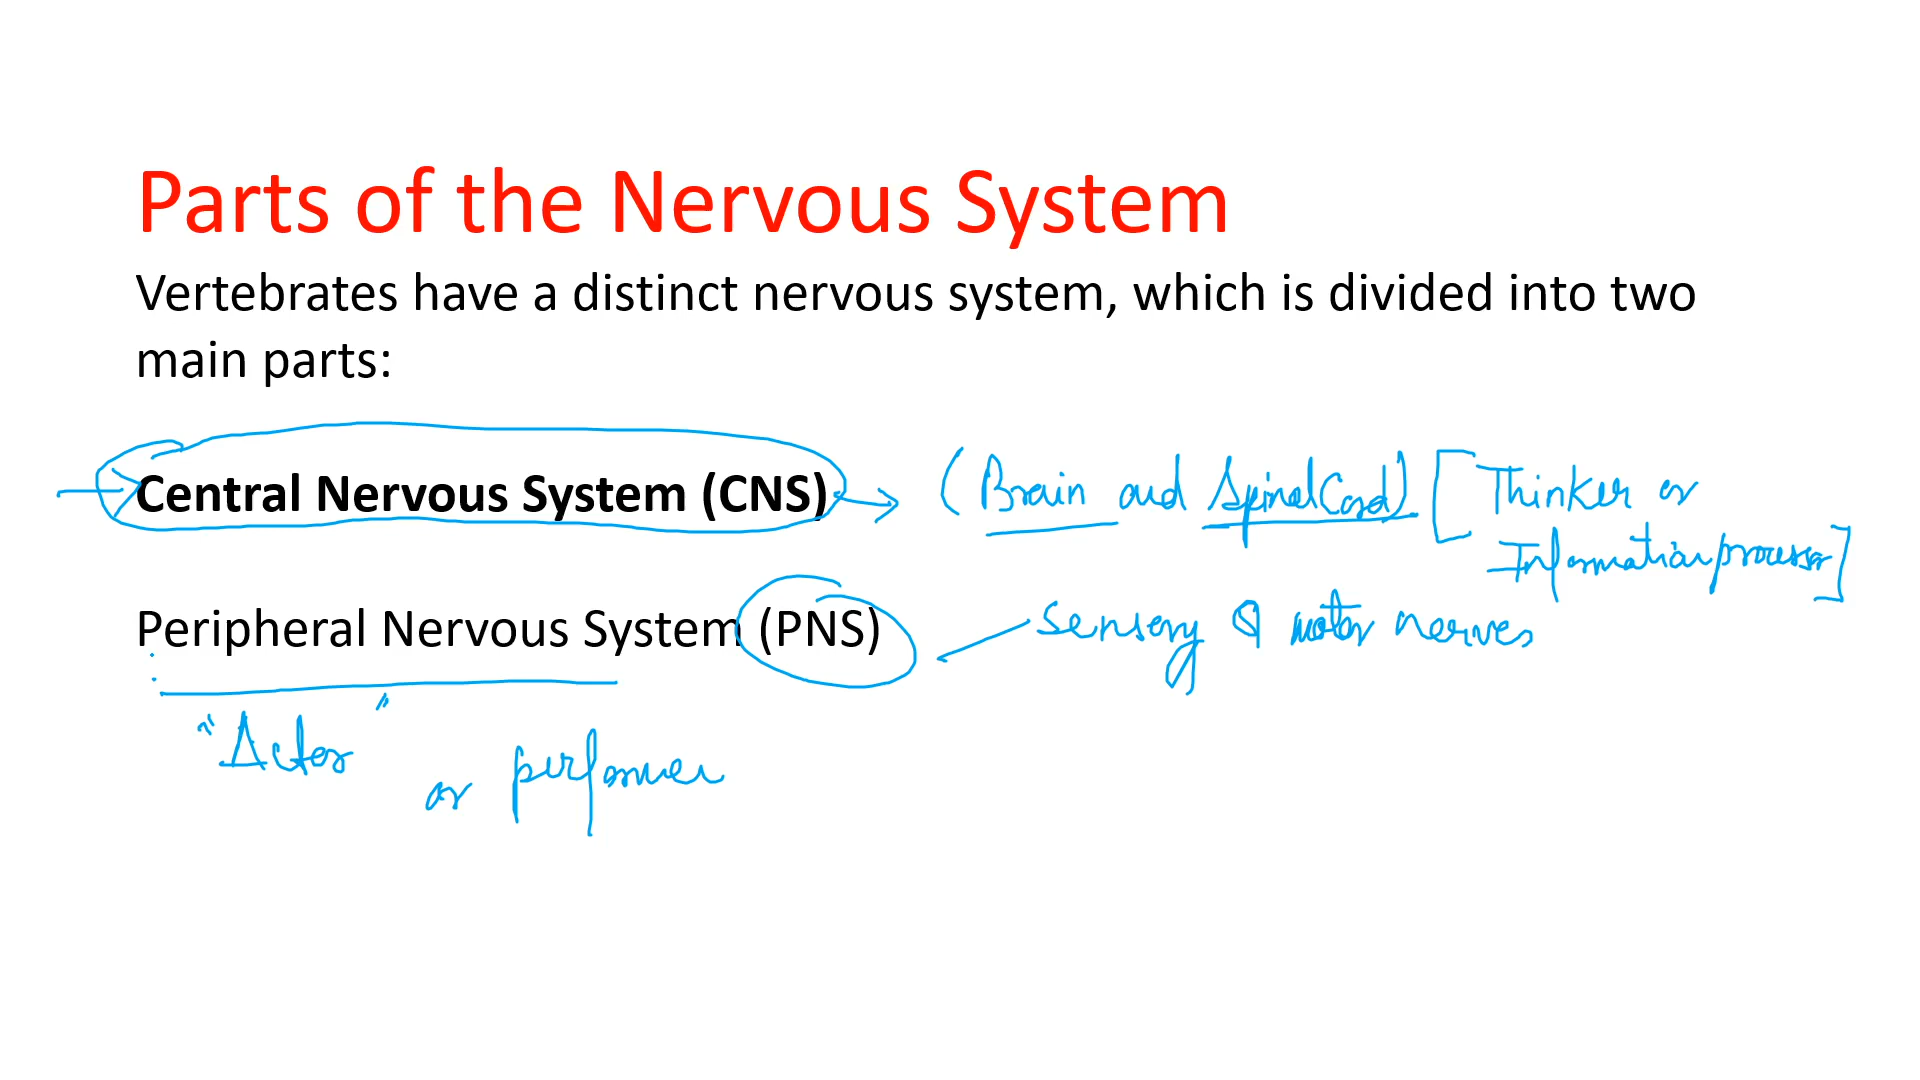 Parts of the Nervous System
Vertebrates have a distinct nervous system, which is divided into two
main parts:
Central Nervous System (CNS) → (Brain and Spinal Cord) [Thinker or
Information processor]
Peripheral Nervous System (PNS) sensory & motor nerves
"Actor" or performer